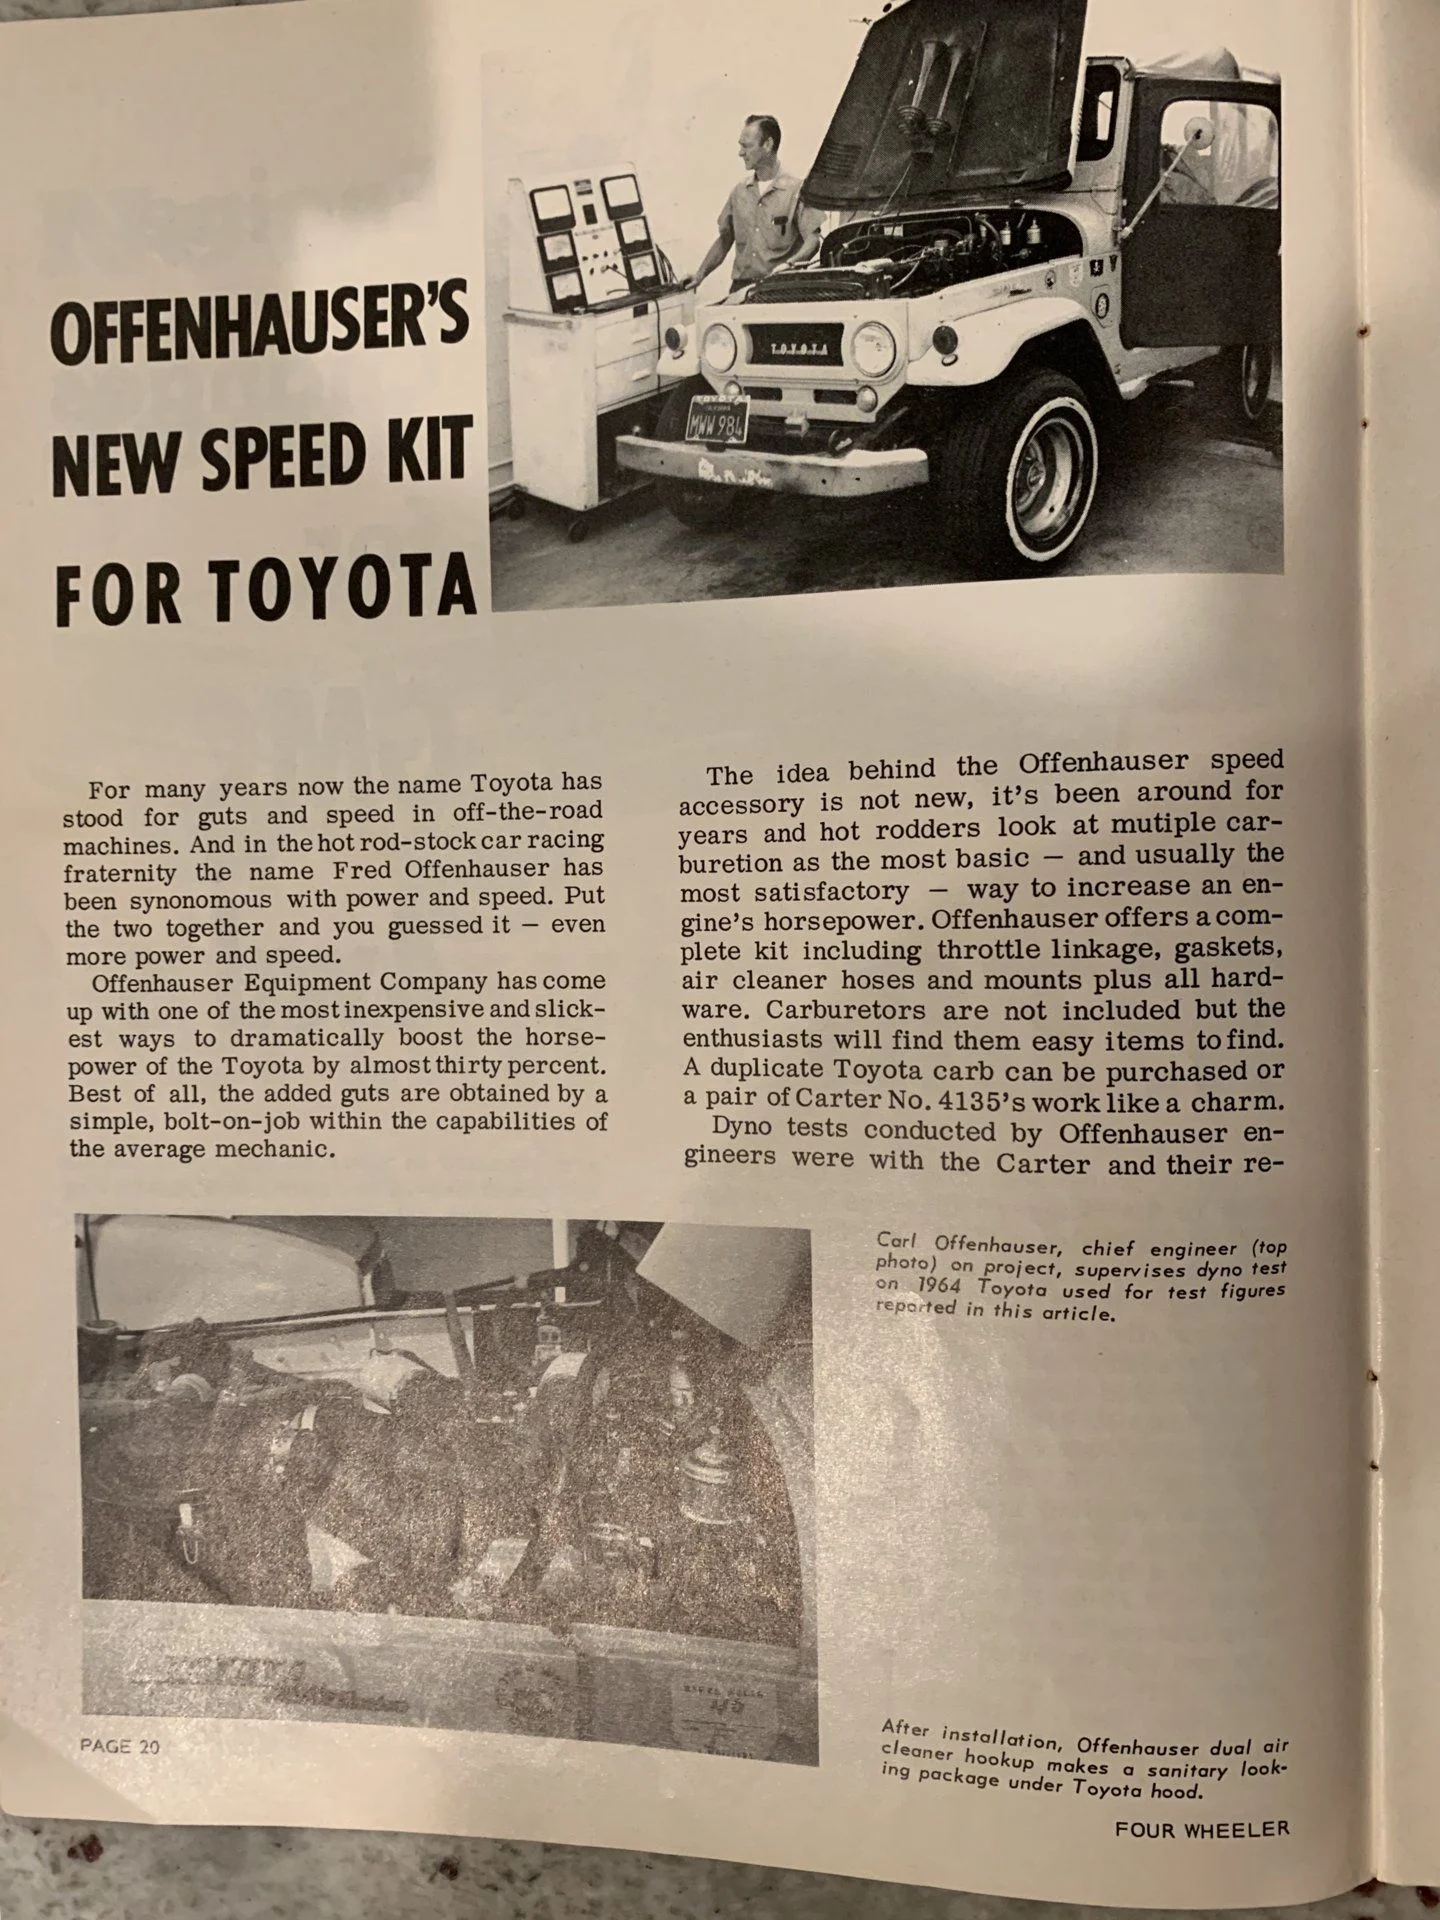 OFFENHAUSER'S
NEW SPEED KIT
FOR TOYOTA
TOYOTA
TOYOTA
MWW 984
For many years now the name Toyota has
stood for guts and speed in off-the-road
machines. And in the hot rod-stock car racing
fraternity the name Fred Offenhauser has
been synonomous with power and speed. Put
the two together and you guessed it — even
more power and speed.
Offenhauser Equipment Company has come
up with one of the most inexpensive and slick-
est ways to dramatically boost the horse-
power of the Toyota by almost thirty percent.
Best of all, the added guts are obtained by a
simple, bolt-on-job within the capabilities of
the average mechanic.
The idea behind the Offenhauser speed
accessory is not new, it's been around for
years and hot rodders look at mutiple car-
buretion as the most basic — and usually the
most satisfactory — way to increase an en-
gine's horsepower. Offenhauser offers a com-
plete kit including throttle linkage, gaskets,
air cleaner hoses and mounts plus all hard-
ware. Carburetors are not included but the
enthusiasts will find them easy items to find.
A duplicate Toyota carb can be purchased or
a pair of Carter No. 4135's work like a charm.
Dyno tests conducted by Offenhauser en-
gineers were with the Carter and their re-
Carl Offenhauser, chief engineer (top
photo) on project, supervises dyno test
on 1964 Toyota used for test figures
reported in this article.
TOYOTA
After installation, Offenhauser dual air
cleaner hookup makes a sanitary look-
ing package under Toyota hood.
PAGE 20
FOUR WHEELER